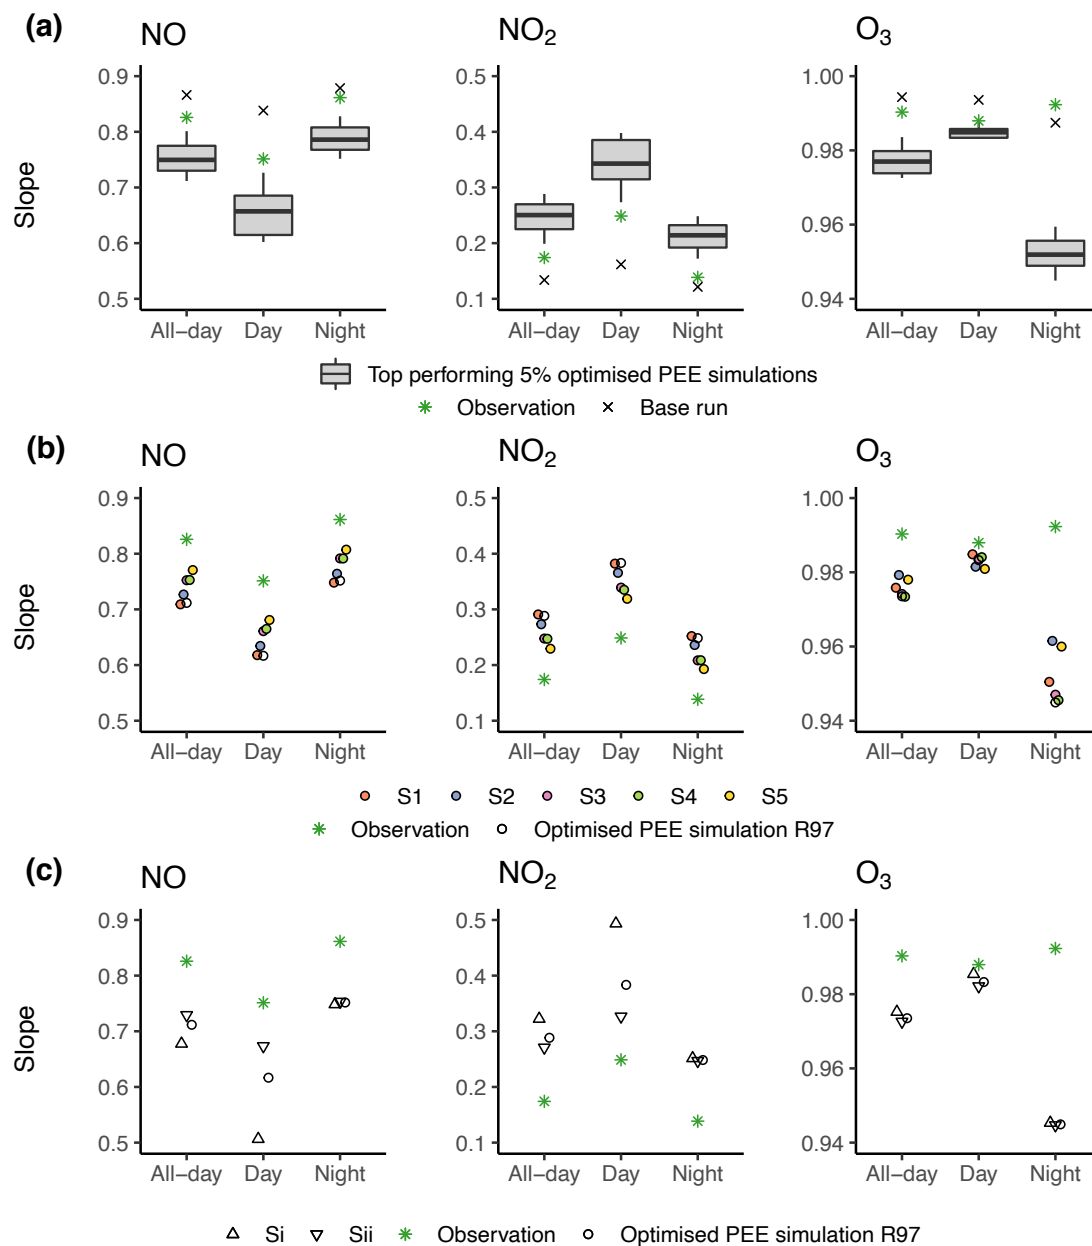 (a) NO NO₂ O₃
0.9 0.5 1.00
0.8 0.4 0.98
0.7 0.3
0.6 0.2 0.96
0.5 0.1 0.94
Slope
All−day Day Night All−day Day Night All−day Day Night
Top performing 5% optimised PEE simulations
Observation Base run
(b) NO NO₂ O₃
0.9 0.5 1.00
0.8 0.4 0.98
0.7 0.3
0.6 0.2 0.96
0.5 0.1 0.94
Slope
All−day Day Night All−day Day Night All−day Day Night
S1 S2 S3 S4 S5
Observation Optimised PEE simulation R97
(c) NO NO₂ O₃
0.9 0.5 1.00
0.8 0.4 0.98
0.7 0.3
0.6 0.2 0.96
0.5 0.1 0.94
Slope
All−day Day Night All−day Day Night All−day Day Night
Si Sii Observation Optimised PEE simulation R97